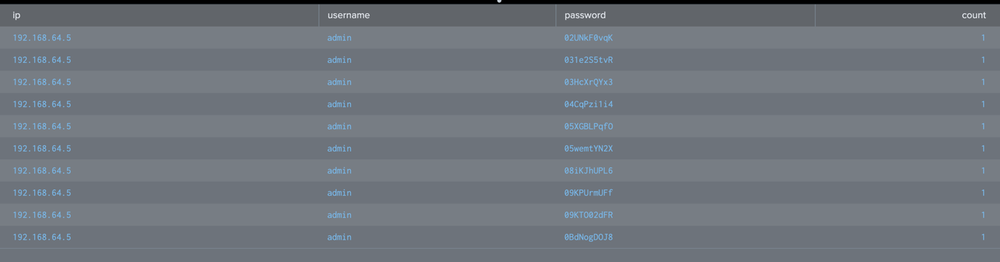 ip username password count
192.168.64.5 admin 02UNkF0vqK 1
192.168.64.5 admin 031e2S5tvR 1
192.168.64.5 admin 03HcXrQYx3 1
192.168.64.5 admin 04CqPzi1i4 1
192.168.64.5 admin 05XGBLPqfO 1
192.168.64.5 admin 05wemtYN2X 1
192.168.64.5 admin 08iKJhUPL6 1
192.168.64.5 admin 09KPUrmUFf 1
192.168.64.5 admin 09KTO02dFR 1
192.168.64.5 admin 0BdNogDOJ8 1